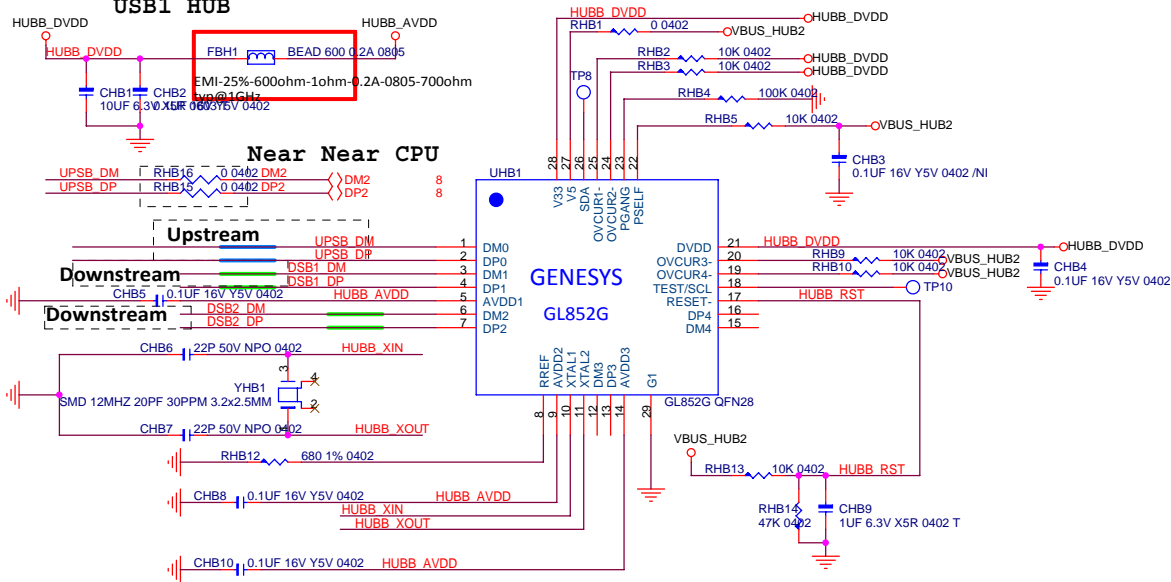 USB1 HUB
HUBB_DVDD
HUBB_AVDD
HUBB_DVDD
FBH1
BEAD 600 0.2A 0805
EMI-25%-600ohm-1ohm-0.2A-0805-700ohm
typ@1GHz
CHB1
10UF 6.3V X5R 0603 T
CHB2
0.1UF 16V Y5V 0402
Near Near CPU
UPSB_DM
RHB16
0 0402
DM2
DM2
8
UPSB_DP
RHB15
0 0402
DP2
DP2
8
Upstream
UPSB_DM
UPSB_DP
Downstream
DSB1_DM
DSB1_DP
CHB5
0.1UF 16V Y5V 0402
HUBB_AVDD
Downstream
DSB2_DM
DSB2_DP
CHB6
22P 50V NPO 0402
HUBB_XIN
3
4
YHB1
SMD 12MHZ 20PF 30PPM 3.2x2.5MM
2
1
CHB7
22P 50V NPO 0402
HUBB_XOUT
RHB12
680 1% 0402
CHB8
0.1UF 16V Y5V 0402
HUBB_AVDD
HUBB_XIN
HUBB_XOUT
CHB10
0.1UF 16V Y5V 0402
HUBB_AVDD
HUBB_DVDD
HUBB_DVDD
RHB1
0 0402
VBUS_HUB2
RHB2
10K 0402
HUBB_DVDD
RHB3
10K 0402
HUBB_DVDD
TP8
RHB4
100K 0402
RHB5
10K 0402
VBUS_HUB2
CHB3
0.1UF 16V Y5V 0402 /NI
28
27
26
25
24
23
22
UHB1
V33
V5
SDA
OVCUR1-
OVCUR2-
PGANG
PSELF
1
DM0
2
DP0
3
DM1
4
DP1
5
AVDD1
6
DM2
7
DP2
GENESYS
GL852G
DVDD
21
OVCUR3-
20
OVCUR4-
19
TEST/SCL
18
RESET-
17
DP4
16
DM4
15
RREF
AVDD2
XTAL1
XTAL2
DM3
DP3
AVDD3
G1
8
9
10
11
12
13
14
29
GL852G QFN28
HUBB_DVDD
HUBB_DVDD
RHB9
10K 0402
VBUS_HUB2
RHB10
10K 0402
VBUS_HUB2
CHB4
0.1UF 16V Y5V 0402
TP10
HUBB_RST
VBUS_HUB2
RHB13
10K 0402
HUBB_RST
RHB14
47K 0402
CHB9
1UF 6.3V X5R 0402 T